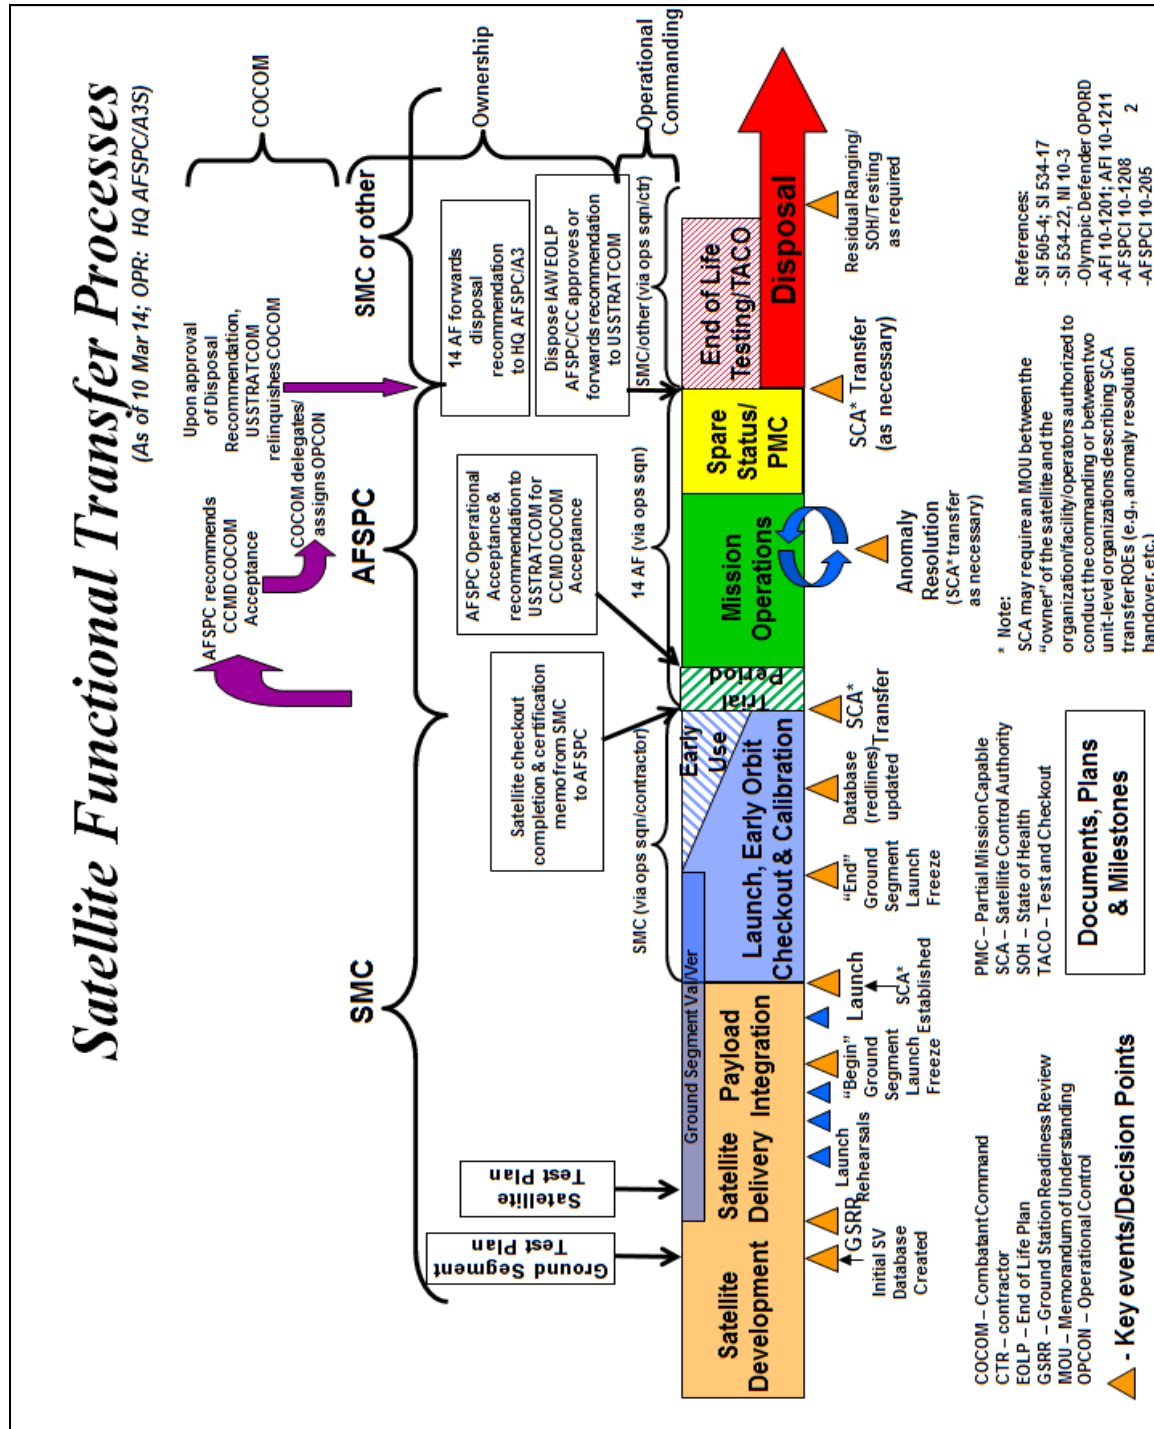 Satellite Functional Transfer Processes
(As of 10 Mar 14; OPR: HQ AFSPC/A3S)
COCOM
AFSPC recommends
CCMD COCOM
Acceptance
COCOM delegates/
assigns OPCON
Upon approval
of Disposal
Recommendation,
USSTRATCOM
relinquishes COCOM
SMC
AFSPC
SMC or other
Ownership
Ground Segment
Test Plan
Satellite
Test Plan
Satellite checkout
completion & certification
memo from SMC
to AFSPC
AFSPC Operational
Acceptance &
recommendation to
USSTRATCOM for
CCMD COCOM
Acceptance
14 AF forwards
disposal
recommendation
to HQ AFSPC/A3
Dispose IAW EOLP
AFSPC/CC approves or
forwards recommendation
to USSTRATCOM
Operational
Commanding
SMC (via ops sqn/contractor)
14 AF (via ops sqn)
SMC/other (via ops sqn/ctr)
Ground Segment Val/Ver
Satellite
Development
Satellite
Delivery
Payload
Integration
Launch, Early Orbit
Checkout & Calibration
Early
Use
Trial
Period
Mission
Operations
Spare
Status/
PMC
End of Life
Testing/TACO
Disposal
Initial SV
Database
Created
GSRR
Launch
Rehearsals
"Begin"
Ground
Segment
Launch
Freeze
Launch
SCA*
Established
"End"
Ground
Segment
Launch
Freeze
Database
(redlines)
updated
SCA*
Transfer
Anomaly
Resolution
(SCA* transfer
as necessary)
SCA* Transfer
(as necessary)
Residual Ranging/
SOH/Testing
as required
COCOM – Combatant Command
CTR – contractor
EOLP – End of Life Plan
GSRR – Ground Station Readiness Review
MOU – Memorandum of Understanding
OPCON – Operational Control
PMC – Partial Mission Capable
SCA – Satellite Control Authority
SOH – State of Health
TACO – Test and Checkout
- Key events/Decision Points
Documents, Plans
& Milestones
* Note:
SCA may require an MOU between the
"owner" of the satellite and the
organization/facility/operators authorized to
conduct the commanding or between two
unit-level organizations describing SCA
transfer ROEs (e.g., anomaly resolution
handover, etc.)
References:
-SI 505-4; SI 534-17
-SI 534-22, NI 10-3
-Olympic Defender OPORD
-AFI 10-1201; AFI 10-1211
-AFSPCI 10-1208
-AFSPCI 10-205
2